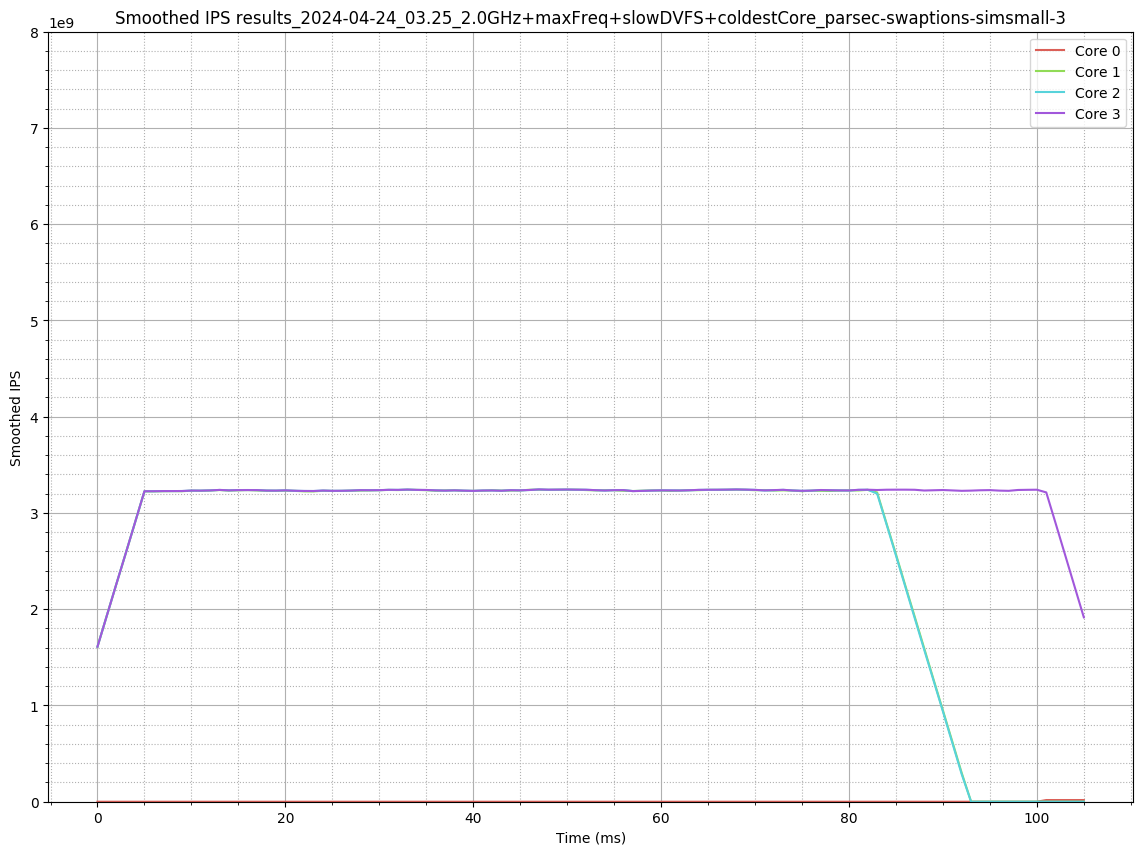 Smoothed IPS results_2024-04-24_03.25_2.0GHz+maxFreq+slowDVFS+coldestCore_parsec-swaptions-simsmall-3
1e9
8
7
6
5
4
3
2
1
0
Smoothed IPS
Core 0
Core 1
Core 2
Core 3
0 20 40 60 80 100
Time (ms)